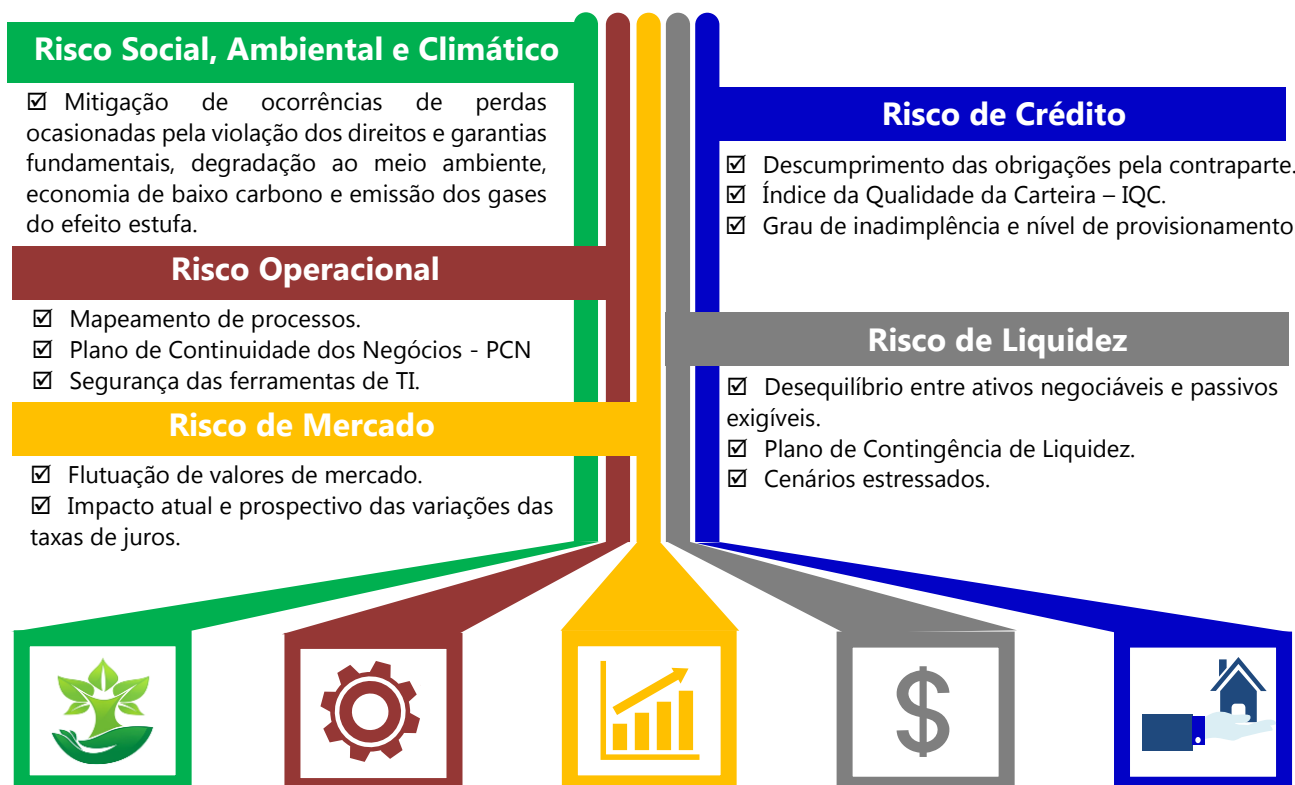 Risco Social, Ambiental e Climático
☑ Mitigação de ocorrências de perdas
ocasionadas pela violação dos direitos e garantias
fundamentais, degradação ao meio ambiente,
economia de baixo carbono e emissão dos gases
do efeito estufa.
Risco Operacional
☑ Mapeamento de processos.
☑ Plano de Continuidade dos Negócios - PCN
☑ Segurança das ferramentas de TI.
Risco de Mercado
☑ Flutuação de valores de mercado.
☑ Impacto atual e prospectivo das variações das
taxas de juros.
Risco de Crédito
☑ Descumprimento das obrigações pela contraparte.
☑ Índice da Qualidade da Carteira – IQC.
☑ Grau de inadimplência e nível de provisionamento
Risco de Liquidez
☑ Desequilíbrio entre ativos negociáveis e passivos
exigíveis.
☑ Plano de Contingência de Liquidez.
☑ Cenários estressados.
$